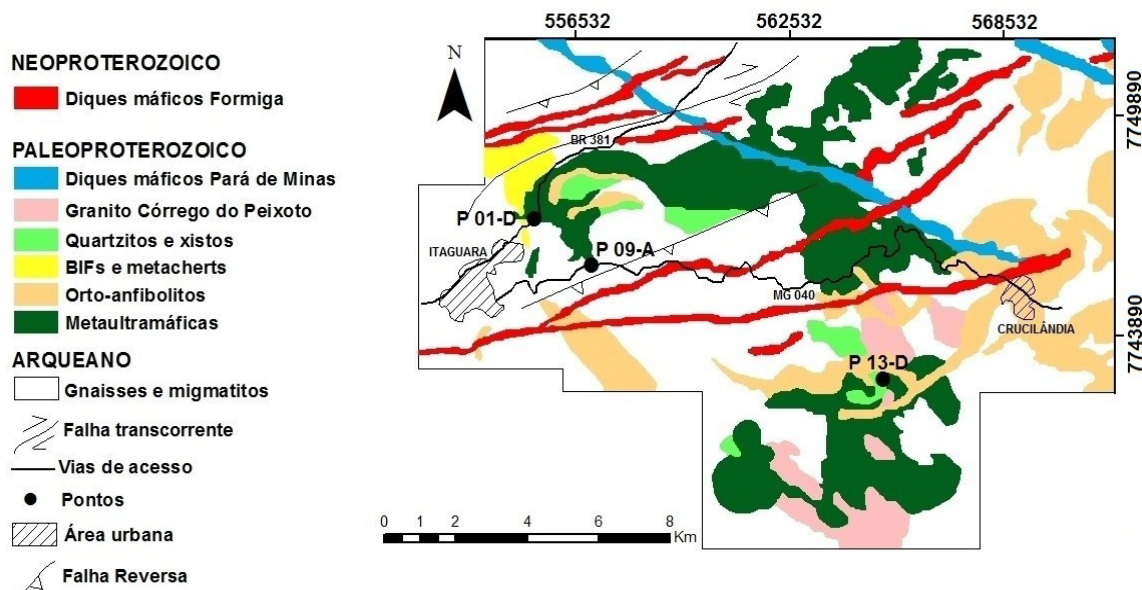 NEOPROTEROZOICO
Diques máficos Formiga
PALEOPROTEROZOICO
Diques máficos Pará de Minas
Granito Córrego do Peixoto
Quartzitos e xistos
BIFs e metacherts
Orto-anfibolitos
Metaultramáficas
ARQUEANO
Gnaisses e migmatitos
Falha transcorrente
Vias de acesso
Pontos
Área urbana
Falha Reversa
556532 562532 568532
N
7749890
7743890
BR 381
P 01-D
ITAGUARA
P 09-A
MG 040
CRUCILÂNDIA
P 13-D
0 1 2 4 6 8
Km